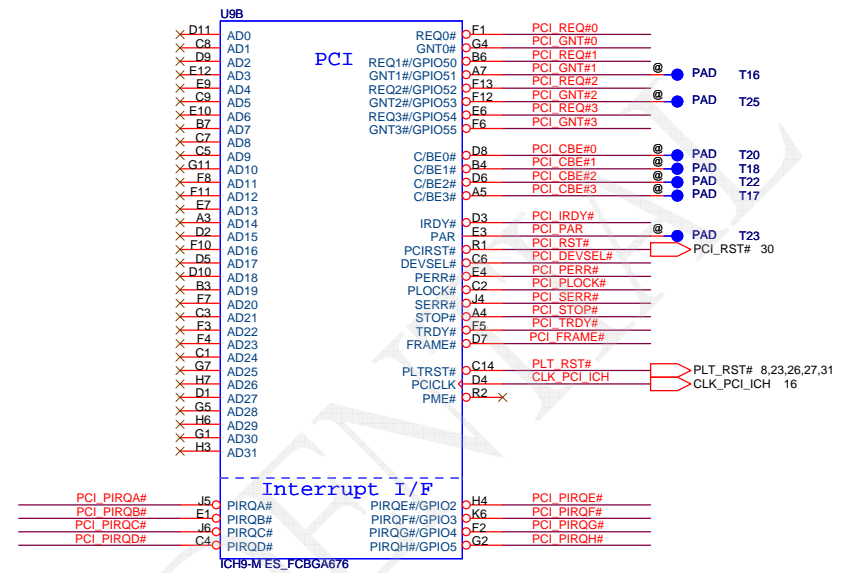 U9B
D11 AD0 REQ0# F1 PCI_REQ#0
C8 AD1 GNT0# G4 PCI_GNT#0
D9 AD2 PCI REQ1#/GPIO50 B6 PCI_REQ#1
E12 AD3 GNT1#/GPIO51 A7 PCI_GNT#1 @ PAD T16
E9 AD4 REQ2#/GPIO52 F13 PCI_REQ#2
C9 AD5 GNT2#/GPIO53 F12 PCI_GNT#2 @ PAD T25
E10 AD6 REQ3#/GPIO54 E6 PCI_REQ#3
B7 AD7 GNT3#/GPIO55 F6 PCI_GNT#3
C7 AD8
C5 AD9 C/BE0# D8 PCI_CBE#0 @ PAD T20
G11 AD10 C/BE1# B4 PCI_CBE#1 @ PAD T18
F8 AD11 C/BE2# D6 PCI_CBE#2 @ PAD T22
F11 AD12 C/BE3# A5 PCI_CBE#3 @ PAD T17
E7 AD13
A3 AD14 IRDY# D3 PCI_IRDY#
D2 AD15 PAR E3 PCI_PAR @ PAD T23
F10 AD16 PCIRST# R1 PCI_RST# PCI_RST# 30
D5 AD17 DEVSEL# C6 PCI_DEVSEL#
D10 AD18 PERR# E4 PCI_PERR#
B3 AD19 PLOCK# C2 PCI_PLOCK#
F7 AD20 SERR# J4 PCI_SERR#
C3 AD21 STOP# A4 PCI_STOP#
F3 AD22 TRDY# F5 PCI_TRDY#
F4 AD23 FRAME# D7 PCI_FRAME#
C1 AD24
G7 AD25 PLTRST# C14 PLT_RST# PLT_RST# 8,23,26,27,31
H7 AD26 PCICLK D4 CLK_PCI_ICH CLK_PCI_ICH 16
D1 AD27 PME# R2
G5 AD28
H6 AD29
G1 AD30
H3 AD31
Interrupt I/F
PCI_PIRQA# J5 PIRQA# PIRQE#/GPIO2 H4 PCI_PIRQE#
PCI_PIRQB# E1 PIRQB# PIRQF#/GPIO3 K6 PCI_PIRQF#
PCI_PIRQC# J6 PIRQC# PIRQG#/GPIO4 F2 PCI_PIRQG#
PCI_PIRQD# C4 PIRQD# PIRQH#/GPIO5 G2 PCI_PIRQH#
ICH9-M ES_FCBGA676